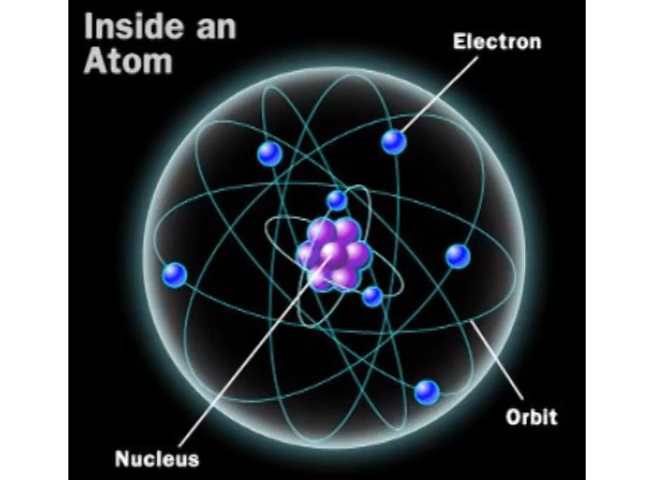 Inside an
Atom
Electron
Orbit
Nucleus